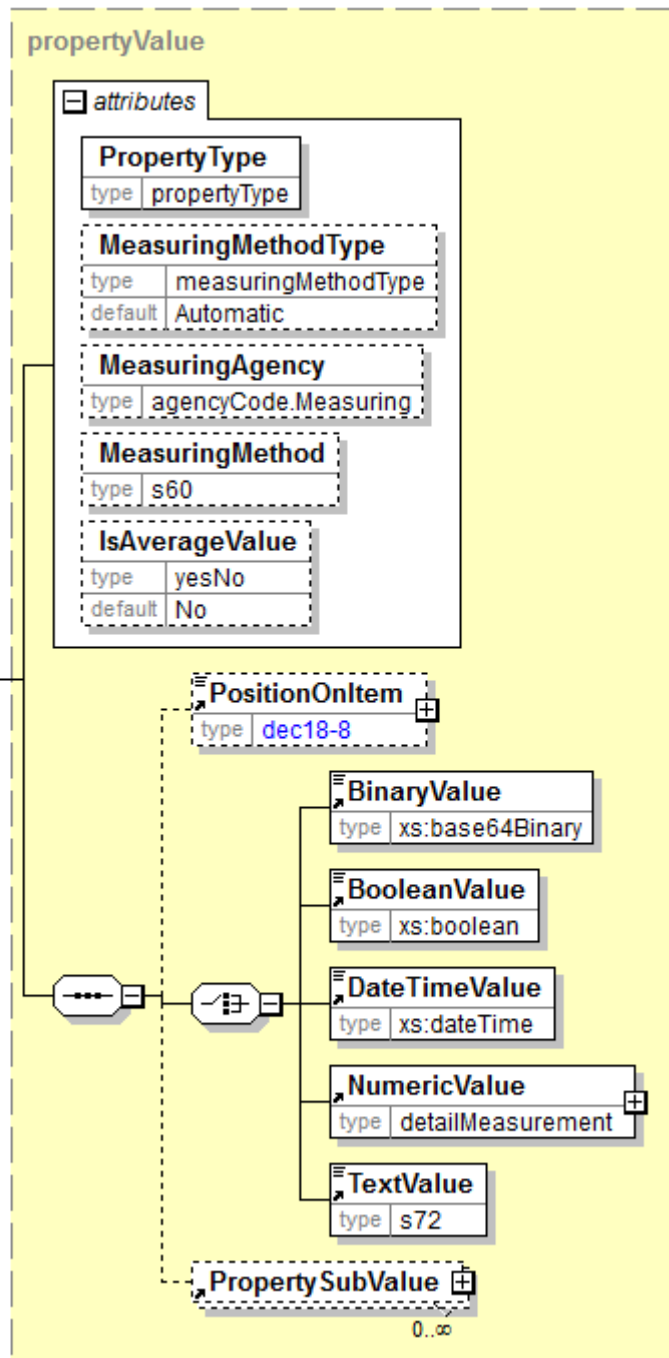 propertyValue
attributes
PropertyType
type propertyType
MeasuringMethodType
type measuringMethodType
default Automatic
MeasuringAgency
type agencyCode.Measuring
MeasuringMethod
type s60
IsAverageValue
type yesNo
default No
PositionOnItem
type dec18-8
BinaryValue
type xs:base64Binary
BooleanValue
type xs:boolean
DateTimeValue
type xs:dateTime
NumericValue
type detailMeasurement
TextValue
type s72
PropertySubValue
0..∞